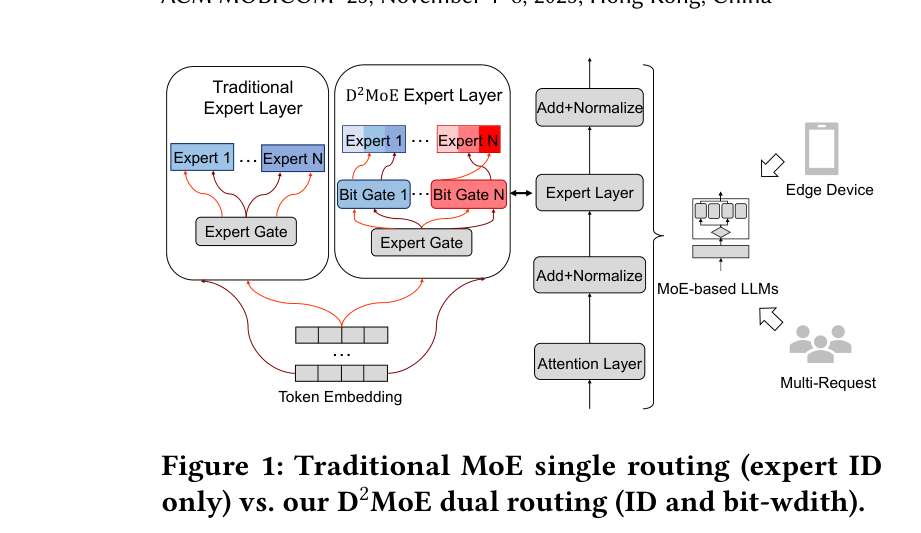 ACM MOBICOM '25, November 4–8, 2025, Hong Kong, China
Traditional
Expert Layer
D²MoE Expert Layer
Expert 1 ··· Expert N
Expert 1 ··· Expert N
Bit Gate 1 ··· Bit Gate N
Expert Gate
Expert Gate
...
Token Embedding
Add+Normalize
Expert Layer
Add+Normalize
Attention Layer
Edge Device
MoE-based LLMs
Multi-Request
Figure 1: Traditional MoE single routing (expert ID
only) vs. our D²MoE dual routing (ID and bit-wdith).